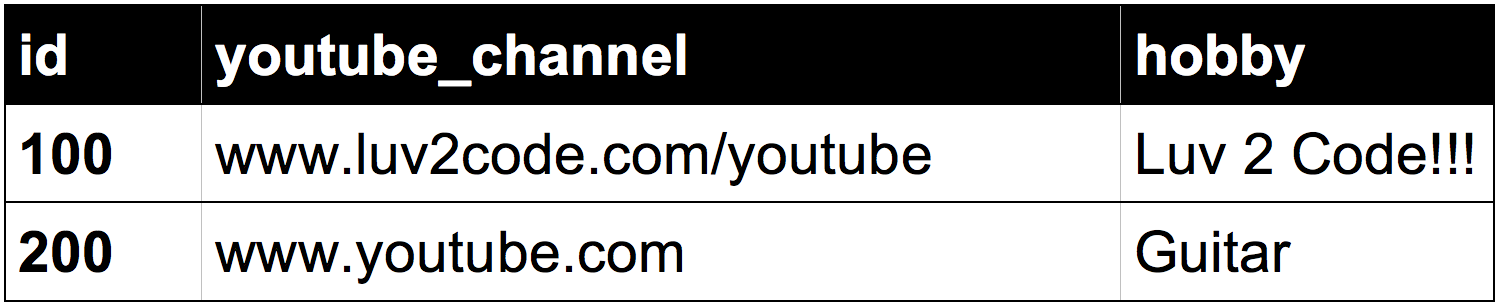 id youtube_channel hobby
100 www.luv2code.com/youtube Luv 2 Code!!!
200 www.youtube.com Guitar